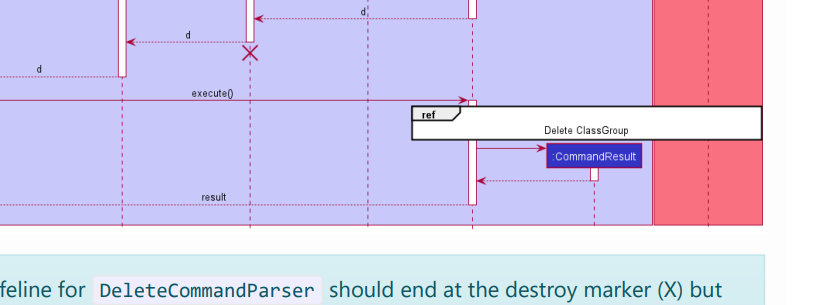 d
d
d
execute()
ref
Delete ClassGroup
:CommandResult
result
feline for DeleteCommandParser should end at the destroy marker (X) but